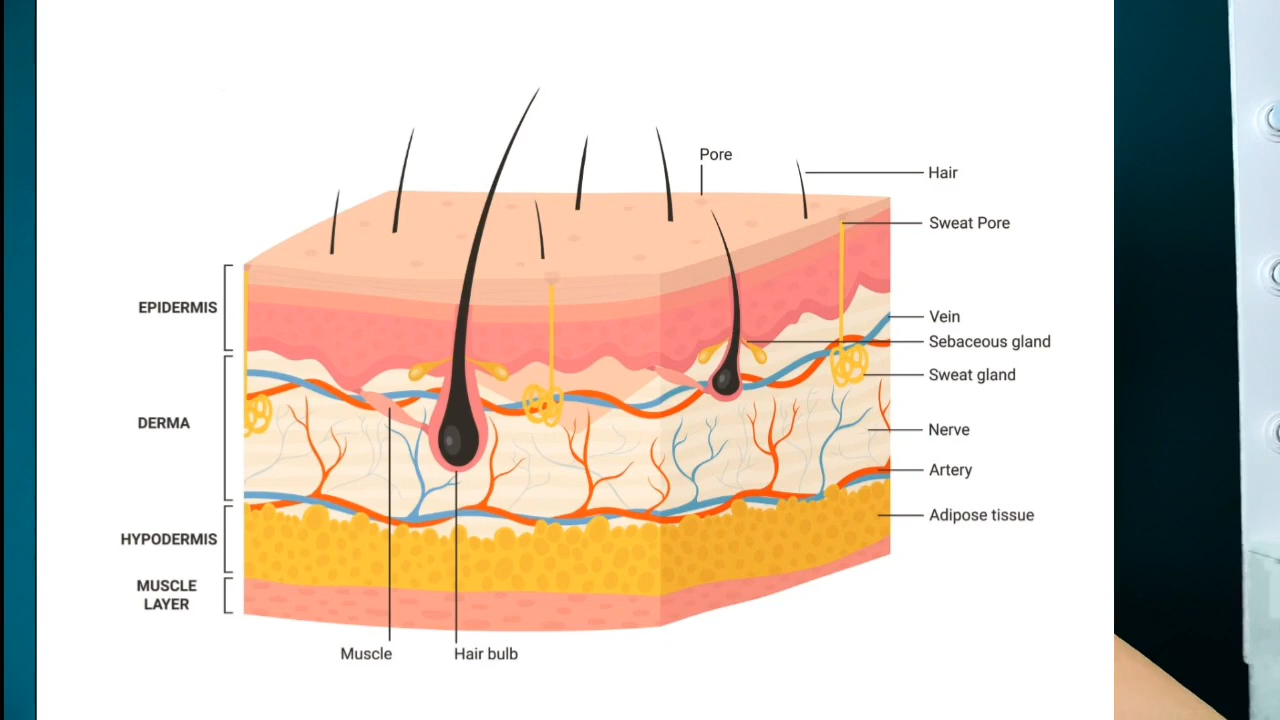 Pore
Hair
Sweat Pore
EPIDERMIS
Vein
Sebaceous gland
Sweat gland
DERMA
Nerve
Artery
Adipose tissue
HYPODERMIS
MUSCLE
LAYER
Muscle
Hair bulb